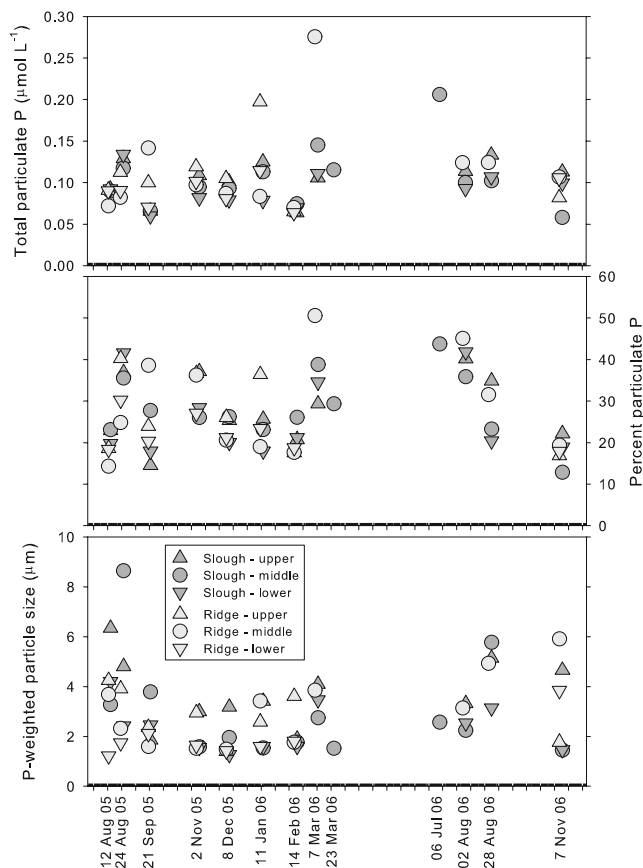 Total particulate P (μmol L⁻¹)
0.30
0.25
0.20
0.15
0.10
0.05
0.00
Percent particulate P
60
50
40
30
20
10
0
P-weighted particle size (μm)
10
8
6
4
2
0
Slough - upper
Slough - middle
Slough - lower
Ridge - upper
Ridge - middle
Ridge - lower
12 Aug 05
24 Aug 05
21 Sep 05
2 Nov 05
8 Dec 05
11 Jan 06
14 Feb 06
7 Mar 06
23 Mar 06
06 Jul 06
02 Aug 06
28 Aug 06
7 Nov 06